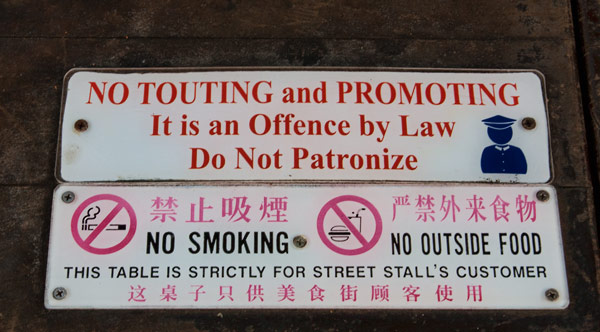 NO TOUTING and PROMOTING
It is an Offence by Law
Do Not Patronize
禁止吸煙 严禁外来食物
NO SMOKING NO OUTSIDE FOOD
THIS TABLE IS STRICTLY FOR STREET STALL'S CUSTOMER
这桌子只供美食街顾客使用